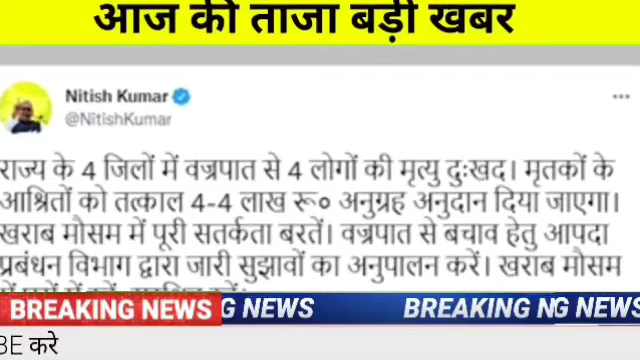 आज की ताजा बड़ी खबर
Nitish Kumar
@NitishKumar
राज्य के 4 जिलों में वज्रपात से 4 लोगों की मृत्यु दुःखद। मृतकों के
आश्रितों को तत्काल 4-4 लाख रू० अनुग्रह अनुदान दिया जाएगा।
खराब मौसम में पूरी सतर्कता बरतें। वज्रपात से बचाव हेतु आपदा
प्रबंधन विभाग द्वारा जारी सुझावों का अनुपालन करें। खराब मौसम
BREAKING NEWS G NEWS BREAKING NG NEWS
BE करे